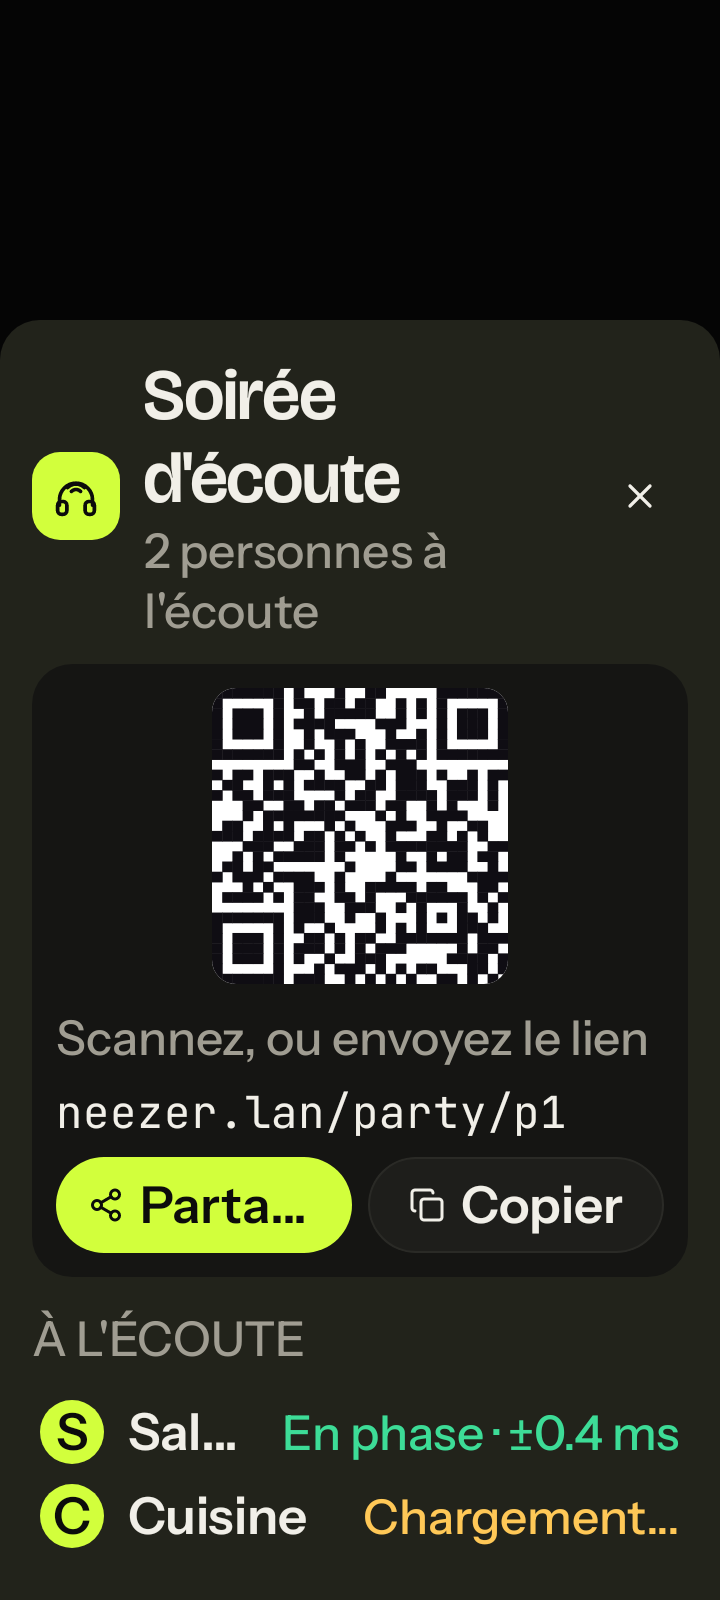 Soirée
d'écoute
2 personnes à
l'écoute
Scannez, ou envoyez le lien
neezer.lan/party/p1
Parta...
Copier
À L'ÉCOUTE
S Sal... En phase · ±0.4 ms
C Cuisine Chargement...